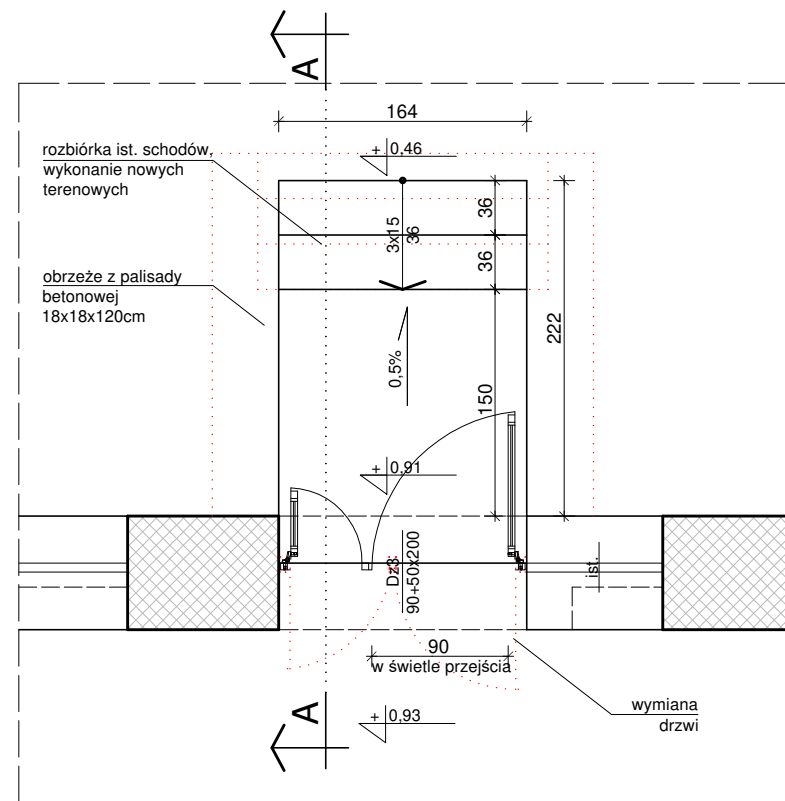 A
164
rozbiórka ist. schodów,
wykonanie nowych
terenowych
+ 0,46
3x15
36
36
36
obrzeże z palisady
betonowej
18x18x120cm
222
0,5%
150
+ 0,91
Dz3
90+50x200
ist.
90
w świetle przejścia
A
+ 0,93
wymiana
drzwi